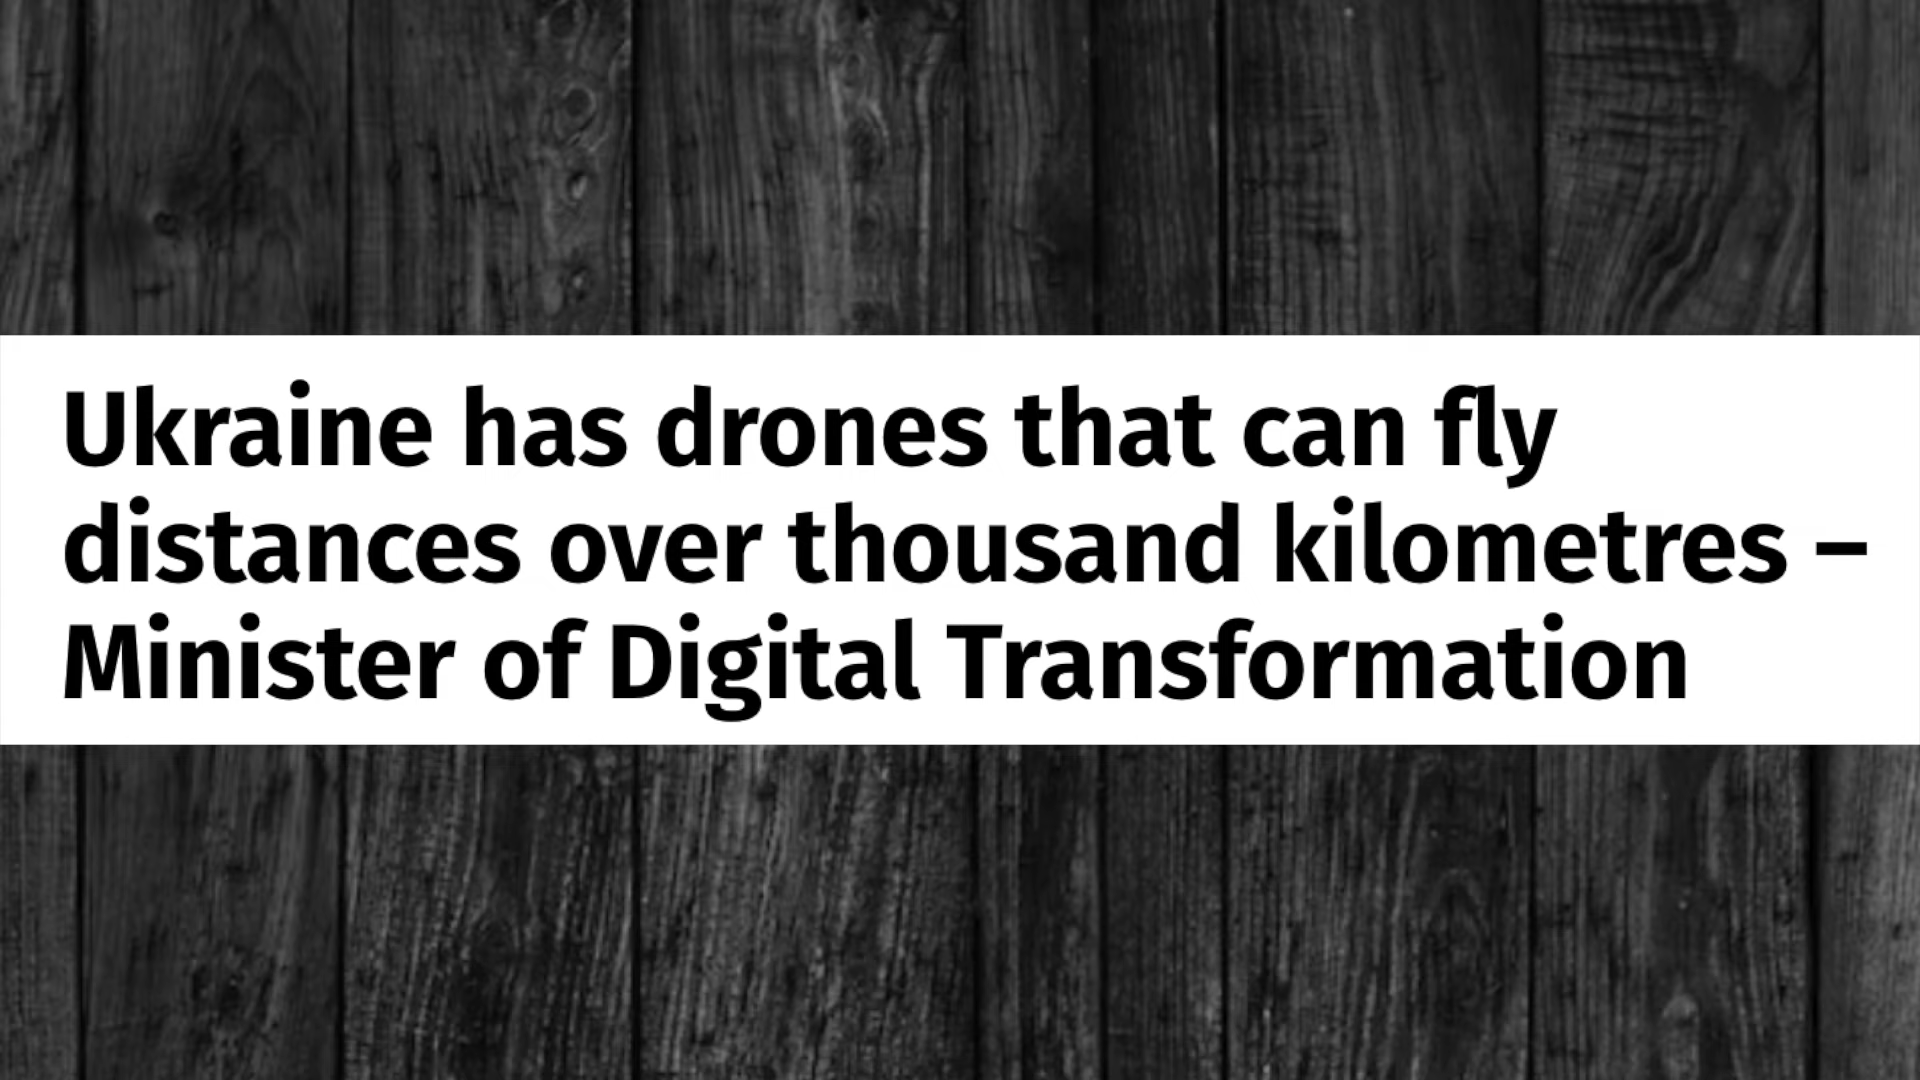 Ukraine has drones that can fly
distances over thousand kilometres –
Minister of Digital Transformation